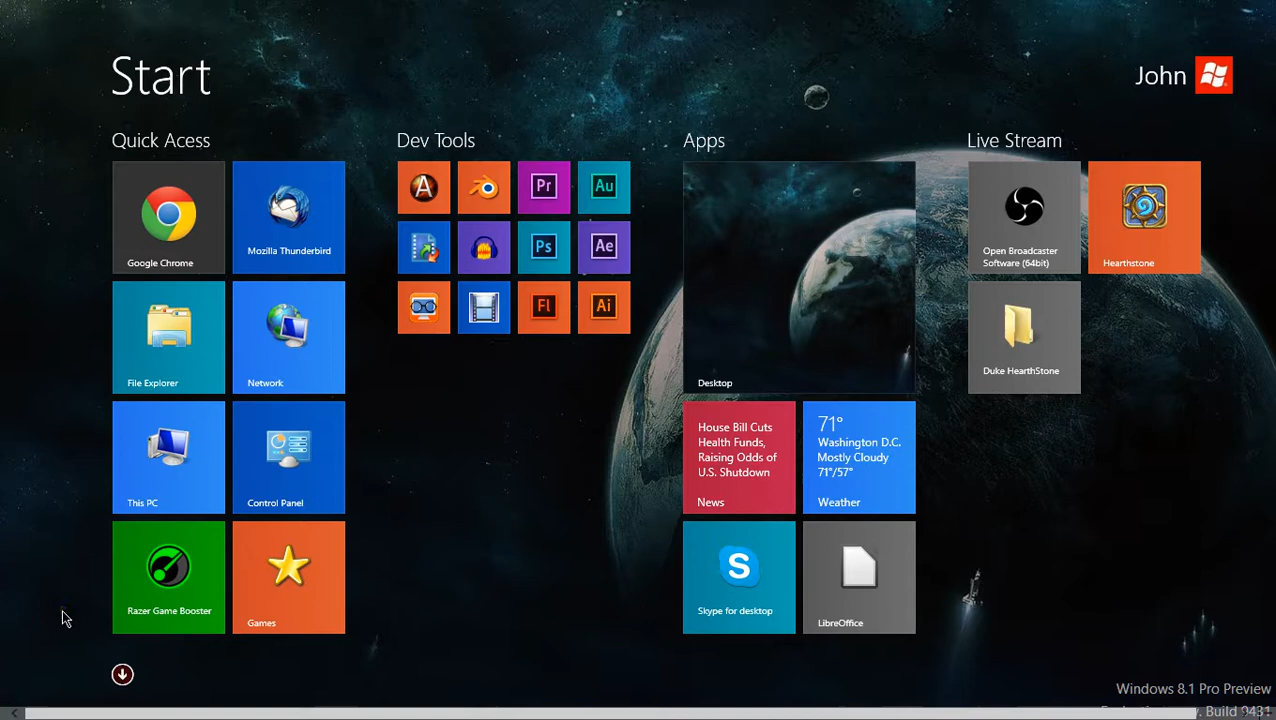 Start
John
Quick Acess
Dev Tools
Apps
Live Stream
Google Chrome
Mozilla Thunderbird
File Explorer
Network
This PC
Control Panel
Razer Game Booster
Games
A
Pr
Au
Ps
Ae
Fl
Ai
Desktop
House Bill Cuts
Health Funds,
Raising Odds of
U.S. Shutdown
News
71°
Washington D.C.
Mostly Cloudy
71°/57°
Weather
S
Skype for desktop
LibreOffice
Open Broadcaster
Software (64bit)
Hearthstone
Duke HearthStone
Windows 8.1 Pro Preview
Build 9431